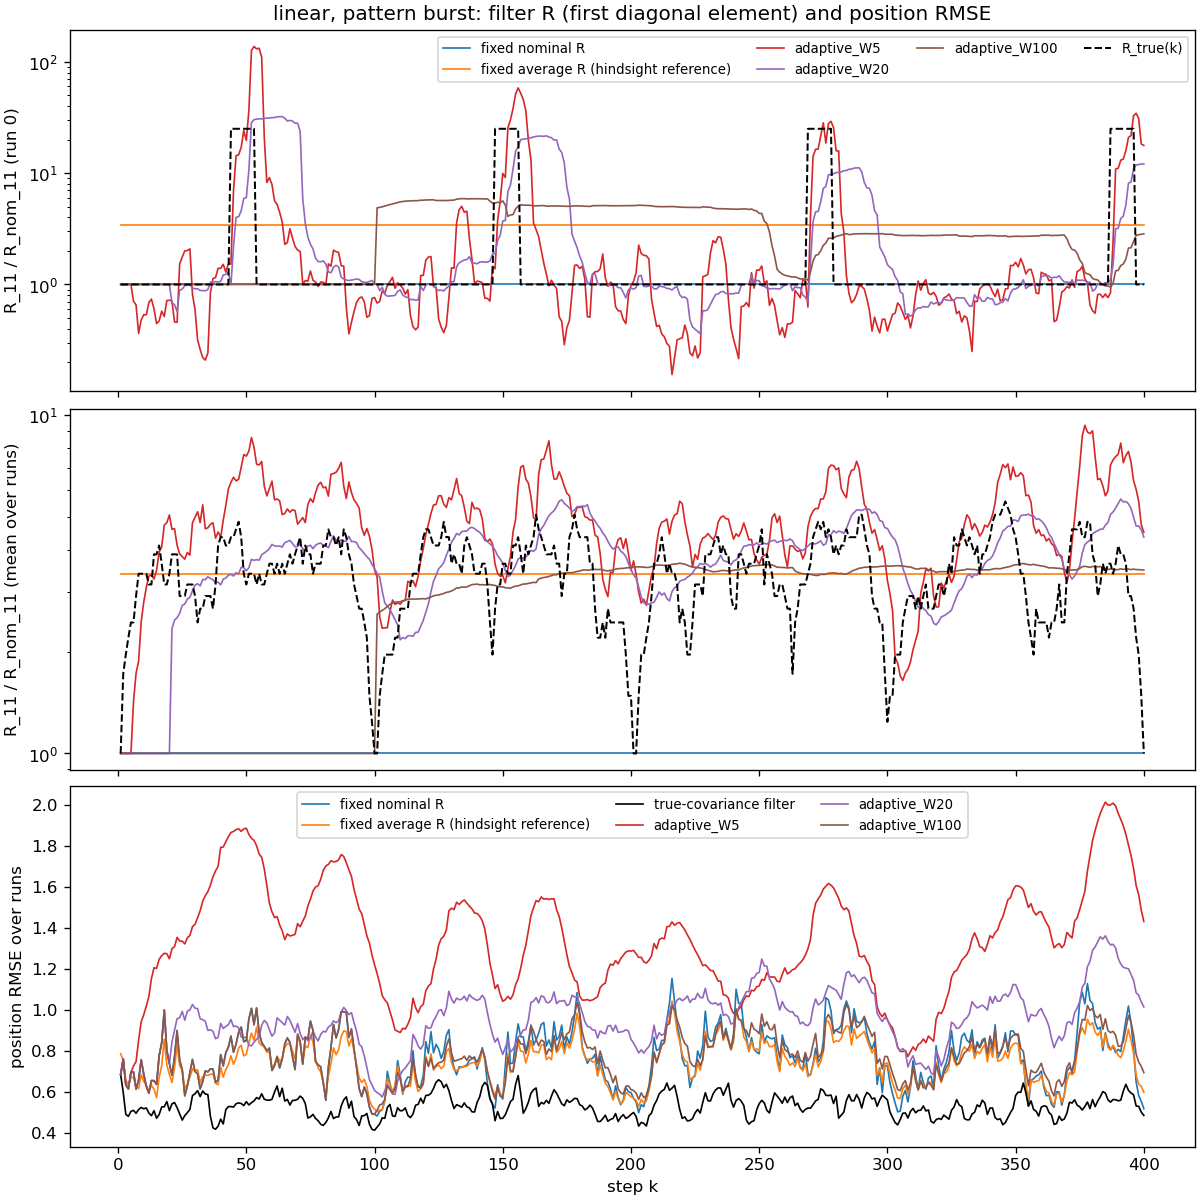 linear, pattern burst: filter R (first diagonal element) and position RMSE
R_11 / R_nom_11 (run 0)
10²
10¹
10⁰
fixed nominal R
fixed average R (hindsight reference)
adaptive_W5
adaptive_W20
adaptive_W100
R_true(k)
R_11 / R_nom_11 (mean over runs)
10¹
10⁰
position RMSE over runs
2.0
1.8
1.6
1.4
1.2
1.0
0.8
0.6
0.4
fixed nominal R
fixed average R (hindsight reference)
true-covariance filter
adaptive_W5
adaptive_W20
adaptive_W100
0 50 100 150 200 250 300 350 400
step k